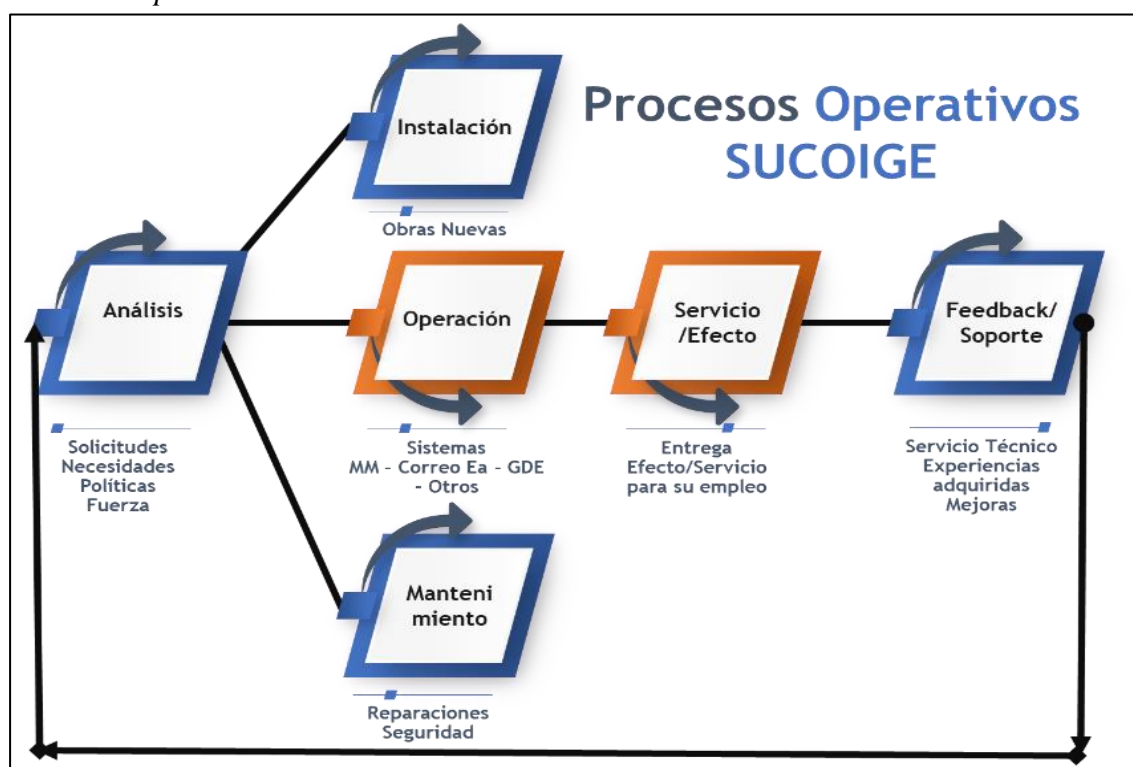 Procesos Operativos
SUCOIGE
Instalación
Obras Nuevas
Análisis
Solicitudes
Necesidades
Políticas
Fuerza
Operación
Sistemas
MM – Correo Ea – GDE
– Otros
Servicio
/Efecto
Entrega
Efecto/Servicio
para su empleo
Feedback/
Soporte
Servicio Técnico
Experiencias
adquiridas
Mejoras
Manteni
miento
Reparaciones
Seguridad